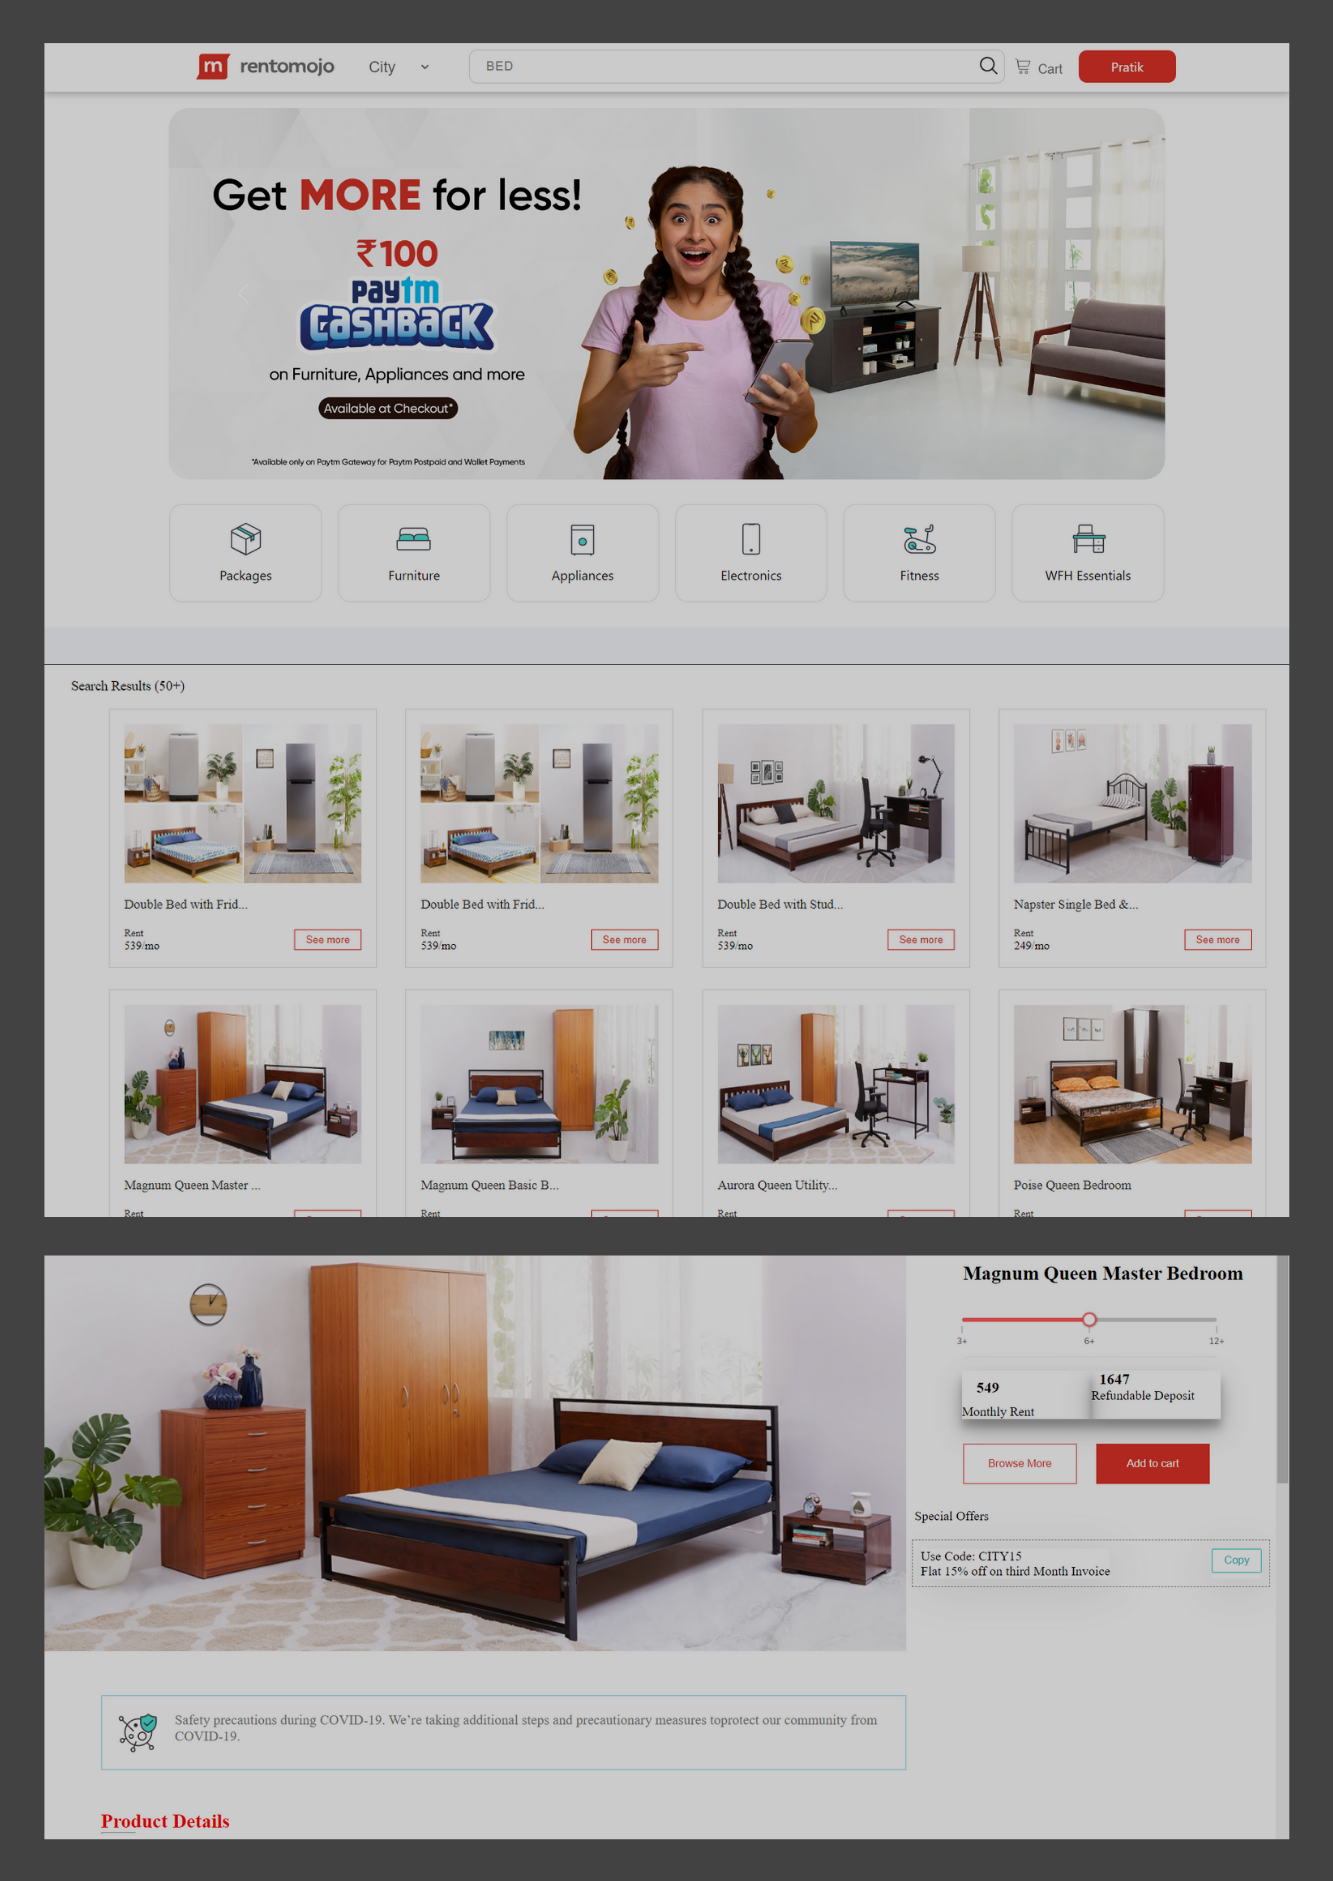 m rentomojo City BED Cart Pratik
Get MORE for less!
₹100
paytm
CASHBACK
on Furniture, Appliances and more
Available at Checkout*
*Available only on Paytm Gateway for Paytm Postpaid and Wallet Payments
Packages Furniture Appliances Electronics Fitness WFH Essentials
Search Results (50+)
Double Bed with Frid... Double Bed with Frid... Double Bed with Stud... Napster Single Bed &...
Rent Rent Rent Rent
539/mo See more 539/mo See more 539/mo See more 249/mo See more
Magnum Queen Master ... Magnum Queen Basic B... Aurora Queen Utility... Poise Queen Bedroom
Rent Rent Rent Rent
Magnum Queen Master Bedroom
3+ 6+ 12+
549 1647
Monthly Rent Refundable Deposit
Browse More Add to cart
Special Offers
Use Code: CITY15
Flat 15% off on third Month Invoice
Copy
Safety precautions during COVID-19. We’re taking additional steps and precautionary measures toprotect our community from
COVID-19.
Product Details